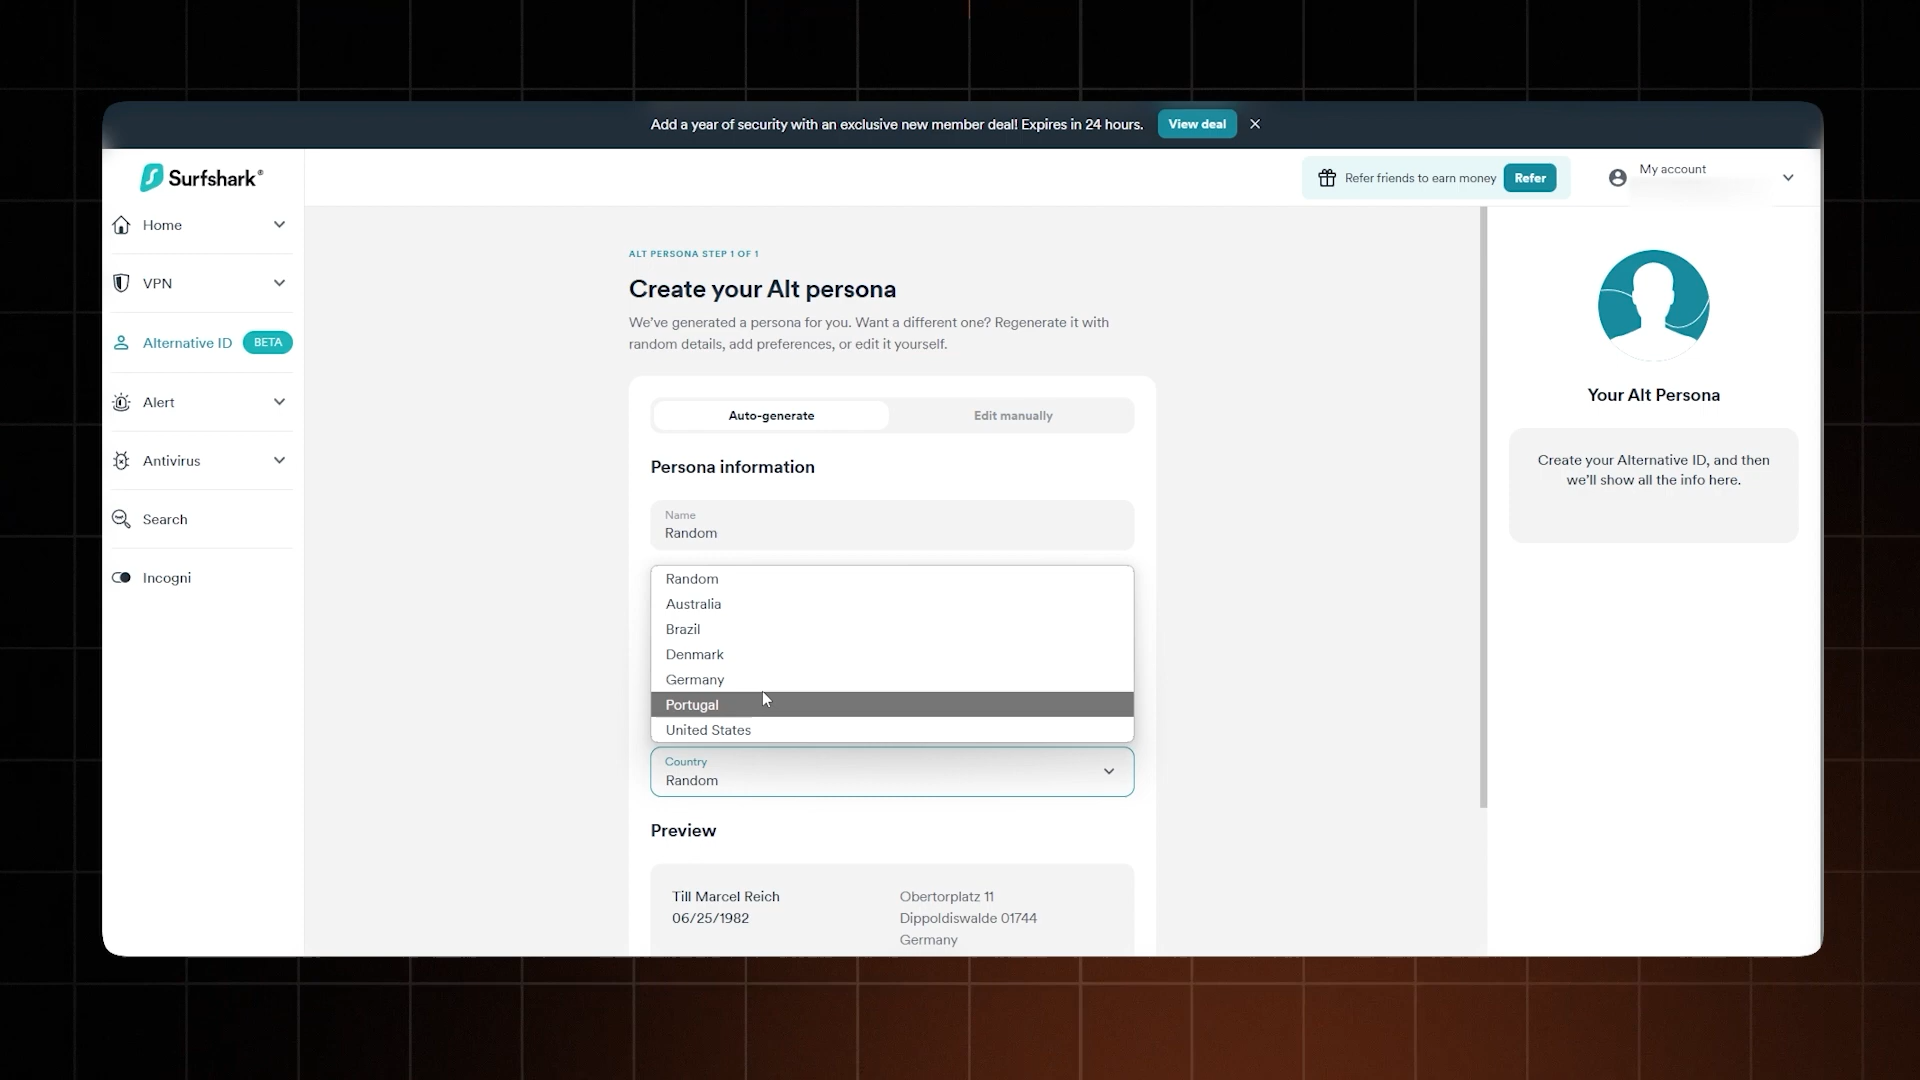 Add a year of security with an exclusive new member deal! Expires in 24 hours. View deal
Surfshark®
Refer friends to earn money Refer
My account
Home
VPN
Alternative ID BETA
Alert
Antivirus
Search
Incogni
ALT PERSONA STEP 1 OF 1
Create your Alt persona
We've generated a persona for you. Want a different one? Regenerate it with
random details, add preferences, or edit it yourself.
Auto-generate Edit manually
Persona information
Name
Random
Random
Australia
Brazil
Denmark
Germany
Portugal
United States
Country
Random
Preview
Till Marcel Reich
06/25/1982
Obertorplatz 11
Dippoldiswalde 01744
Germany
Your Alt Persona
Create your Alternative ID, and then
we'll show all the info here.